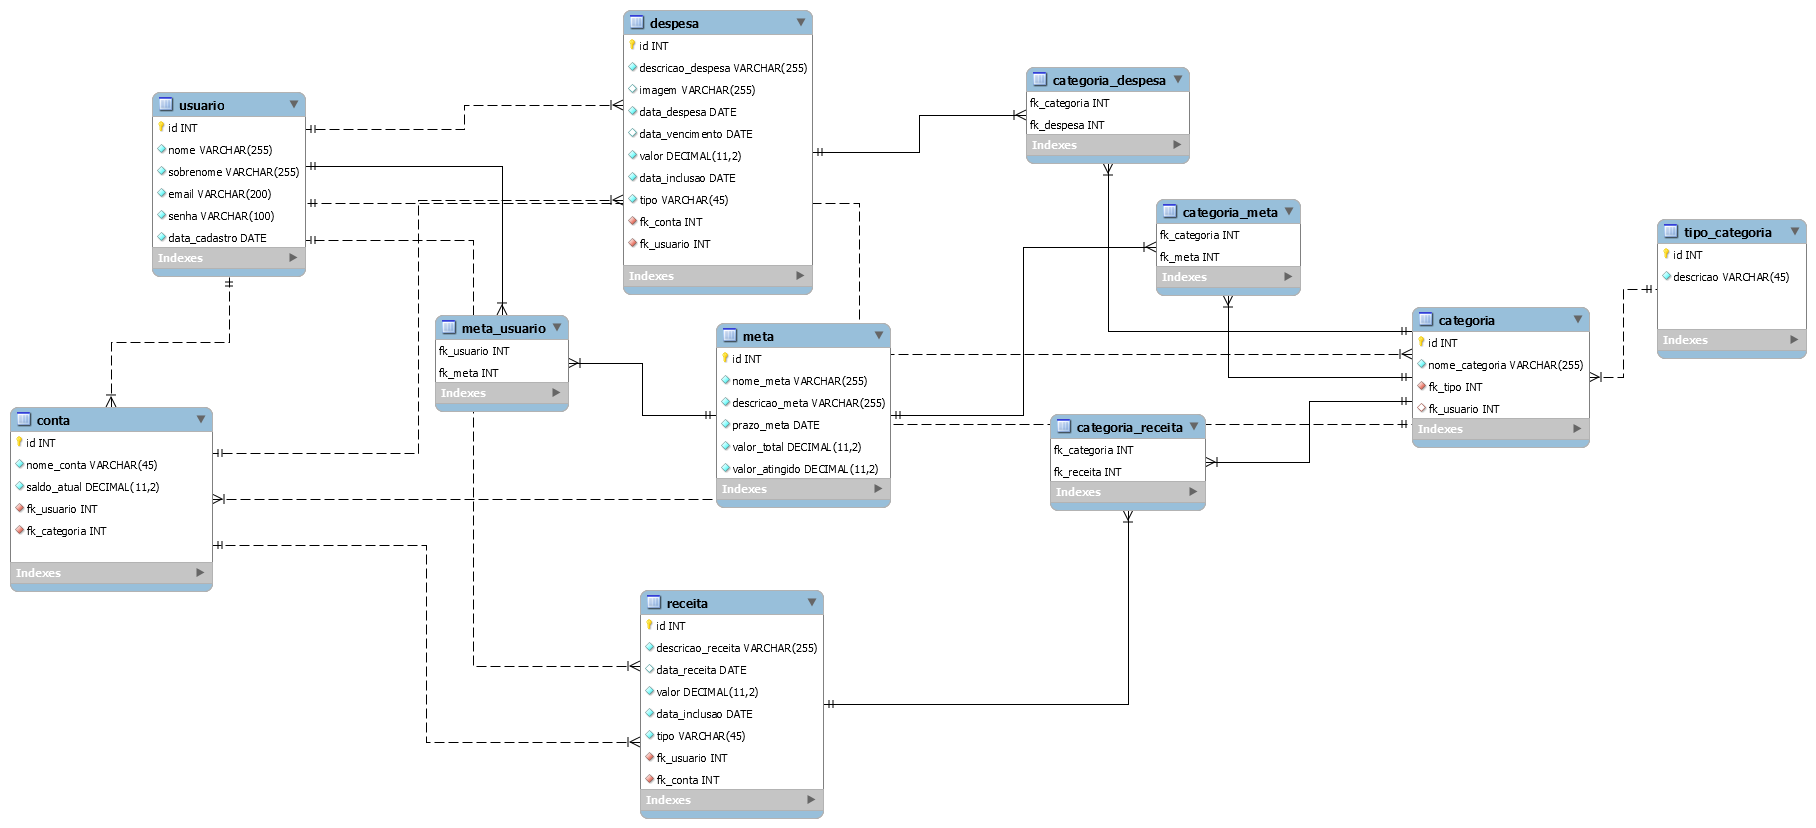 despesa
id INT
descricao_despesa VARCHAR(255)
imagem VARCHAR(255)
data_despesa DATE
data_vencimento DATE
valor DECIMAL(11,2)
data_inclusao DATE
tipo VARCHAR(45)
fk_conta INT
fk_usuario INT
Indexes
usuario
id INT
nome VARCHAR(255)
sobrenome VARCHAR(255)
email VARCHAR(200)
senha VARCHAR(100)
data_cadastro DATE
Indexes
categoria_despesa
fk_categoria INT
fk_despesa INT
Indexes
categoria_meta
fk_categoria INT
fk_meta INT
Indexes
tipo_categoria
id INT
descricao VARCHAR(45)
Indexes
meta_usuario
fk_usuario INT
fk_meta INT
Indexes
meta
id INT
nome_meta VARCHAR(255)
descricao_meta VARCHAR(255)
prazo_meta DATE
valor_total DECIMAL(11,2)
valor_atingido DECIMAL(11,2)
Indexes
categoria
id INT
nome_categoria VARCHAR(255)
fk_tipo INT
fk_usuario INT
Indexes
conta
id INT
nome_conta VARCHAR(45)
saldo_atual DECIMAL(11,2)
fk_usuario INT
fk_categoria INT
Indexes
categoria_receita
fk_categoria INT
fk_receita INT
Indexes
receita
id INT
descricao_receita VARCHAR(255)
data_receita DATE
valor DECIMAL(11,2)
data_inclusao DATE
tipo VARCHAR(45)
fk_usuario INT
fk_conta INT
Indexes